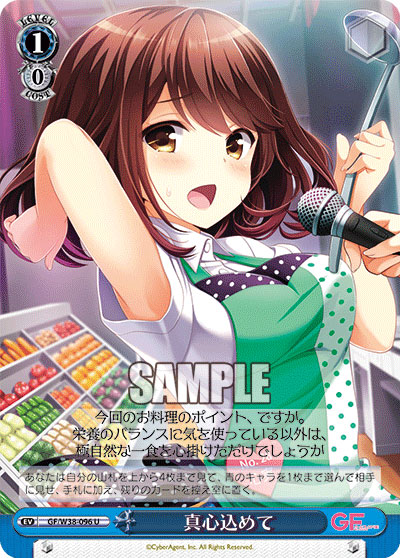 LEVEL
1
0
COST
SAMPLE
今回のお料理のポイント、ですか。
栄養のバランスに気を使っている以外は、
極自然な一食を心掛けただけでしょうか
No.2
あなたは自分の山札を上から4枚まで見て、青のキャラを1枚まで選んで相手
に見せ、手札に加え、残りのカードを控え室に置く。
EV
GF/W38-096 U
真心込めて
GF
©CyberAgent, Inc. All Rights Reserved.